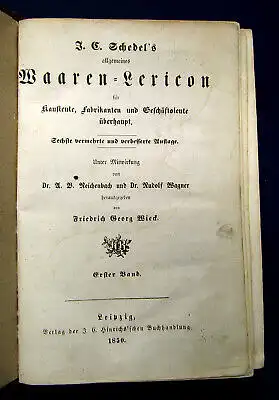 J. C. Schedel's
allgemeines
Waaren-Lexicon
für
Kaufleute, Fabrikanten und Geschäftsleute
überhaupt.
Sechste vermehrte und verbesserte Auflage.
Unter Mitwirkung
von
Dr. A. B. Reichenbach und Dr. Rudolf Wagner
herausgegeben
von
Friedrich Georg Wieck.
Erster Band.
Leipzig,
Verlag der J. C. Hinrichs'schen Buchhandlung.
1850.